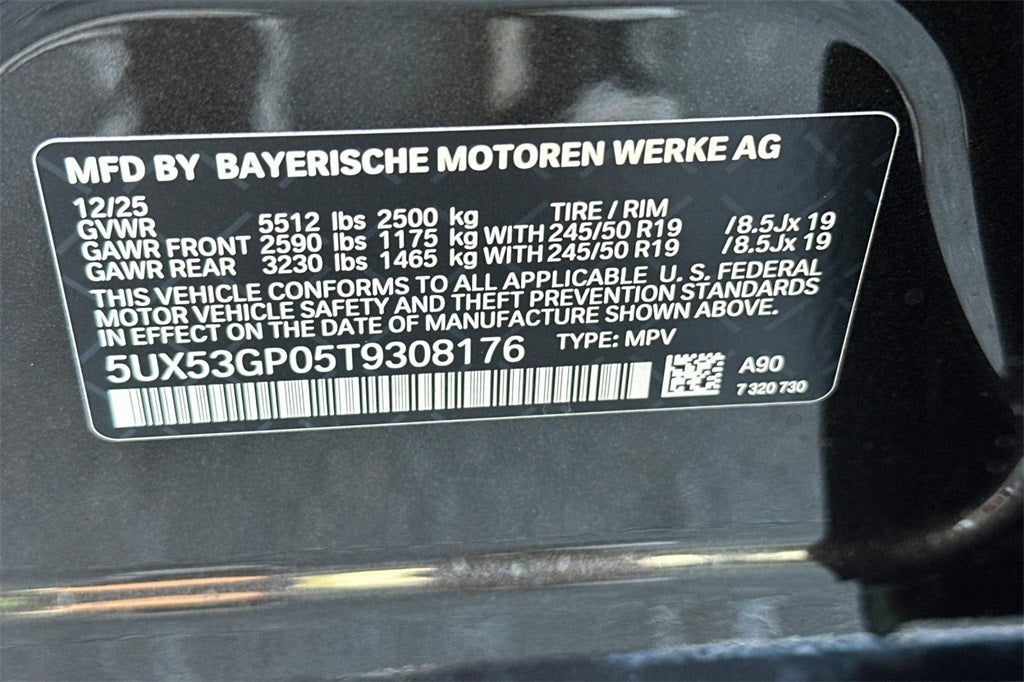 MFD BY BAYERISCHE MOTOREN WERKE AG
12/25 TIRE / RIM
GVWR 5512 lbs 2500 kg
GAWR FRONT 2590 lbs 1175 kg WITH 245/50 R19 /8.5Jx 19
GAWR REAR 3230 lbs 1465 kg WITH 245/50 R19 /8.5Jx 19
THIS VEHICLE CONFORMS TO ALL APPLICABLE U. S. FEDERAL
MOTOR VEHICLE SAFETY AND THEFT PREVENTION STANDARDS
IN EFFECT ON THE DATE OF MANUFACTURE SHOWN ABOVE.
5UX53GP05T9308176 TYPE: MPV
A90
7 320 730